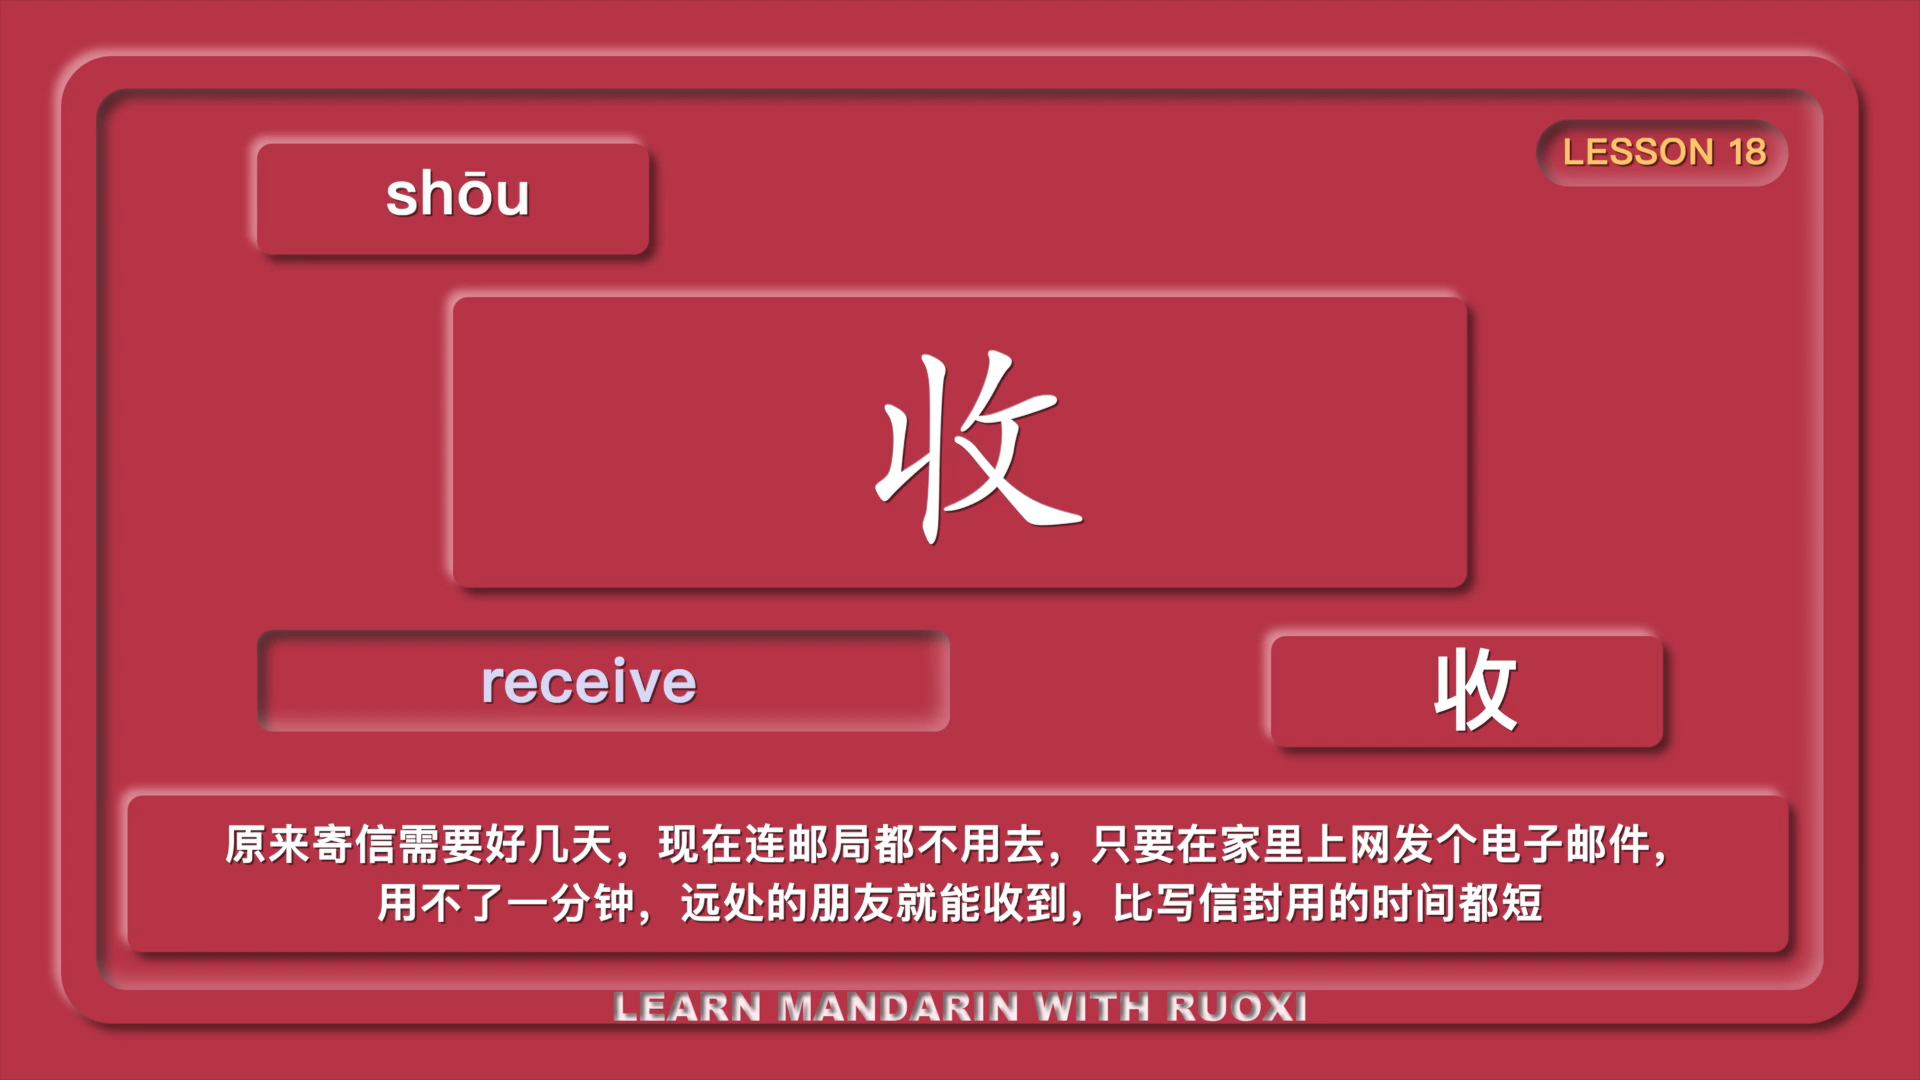 shōu
LESSON 18
收
receive
收
原来寄信需要好几天，现在连邮局都不用去，只要在家里上网发个电子邮件，
用不了一分钟，远处的朋友就能收到，比写信封用的时间都短
LEARN MANDARIN WITH RUOXI